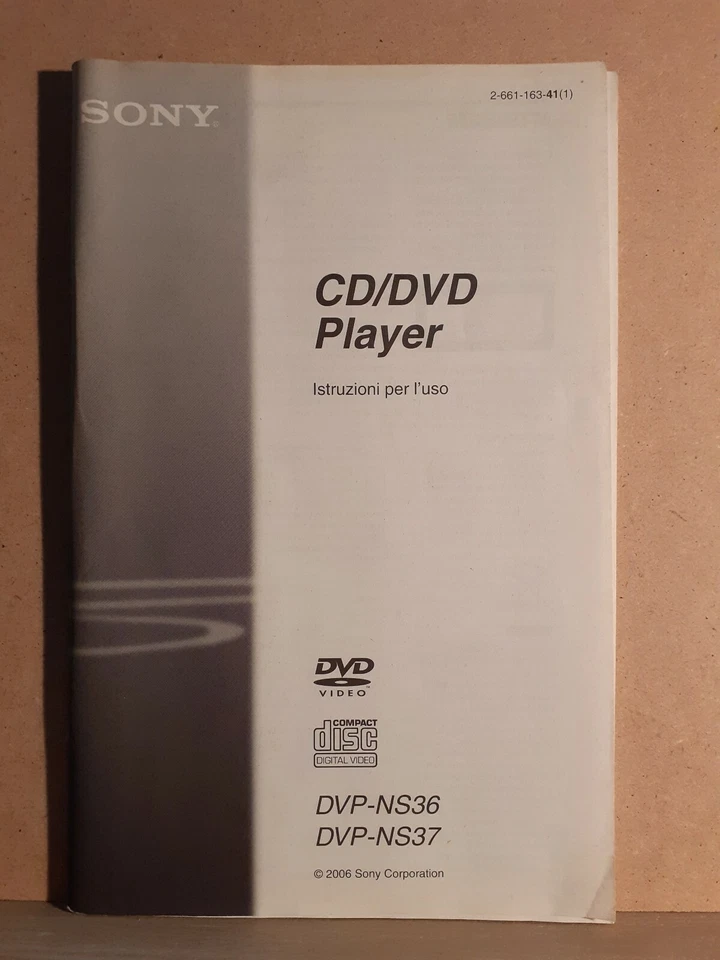 SONY
2-661-163-41(1)
CD/DVD
Player
Istruzioni per l'uso
DVD
VIDEO™
COMPACT
disc
DIGITAL VIDEO
DVP-NS36
DVP-NS37
© 2006 Sony Corporation